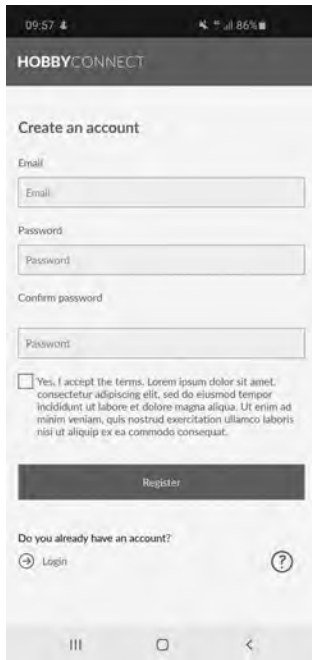 09:57 86%
HOBBYCONNECT
Create an account
Email
Email
Password
Password
Confirm password
Password
Yes, I accept the terms. Lorem ipsum dolor sit amet,
consectetur adipiscing elit, sed do eiusmod tempor
incididunt ut labore et dolore magna aliqua. Ut enim ad
minim veniam, quis nostrud exercitation ullamco laboris
nisi ut aliquip ex ea commodo consequat.
Register
Do you already have an account?
Login
?